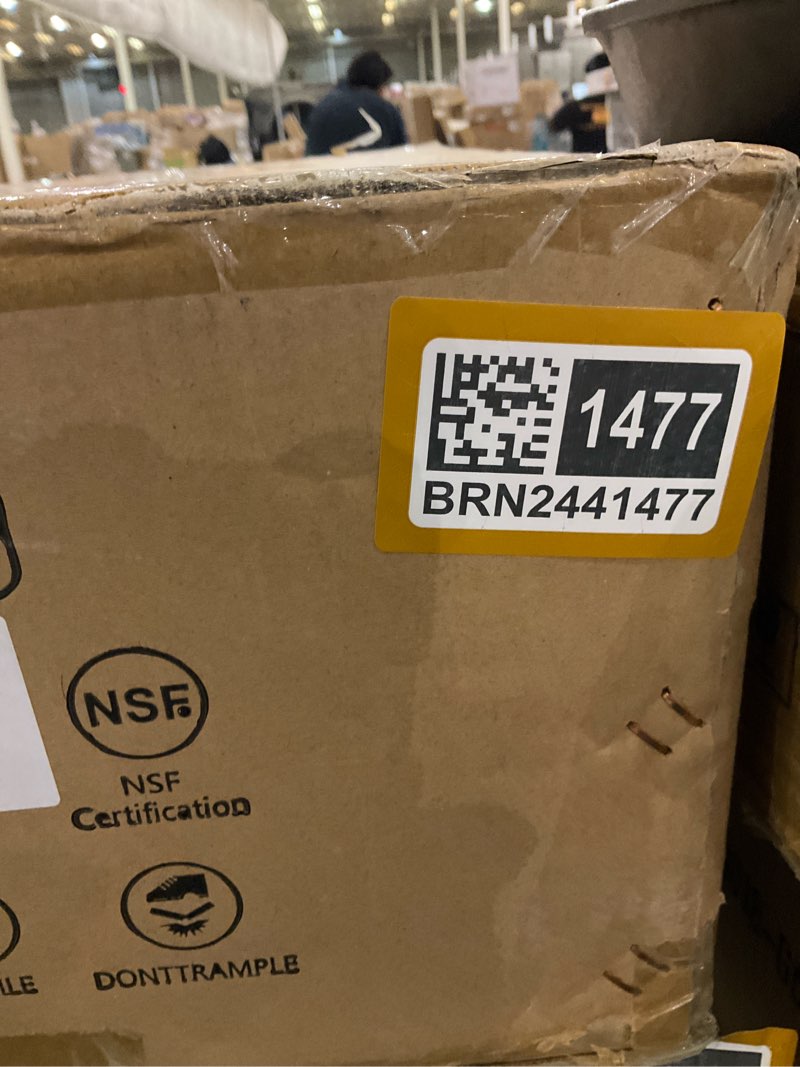 1477
BRN2441477
NSF
NSF
Certification
DONTTRAMPLE